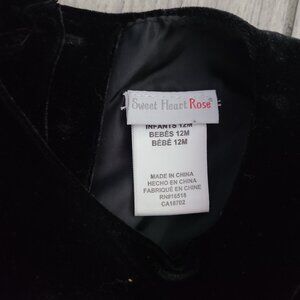 Sweet Heart Rose
INFANTS 12M
BEBÉS 12M
BÉBÉ 12M
MADE IN CHINA
HECHO EN CHINA
FABRIQUÉ EN CHINE
RN#16518
CA18702